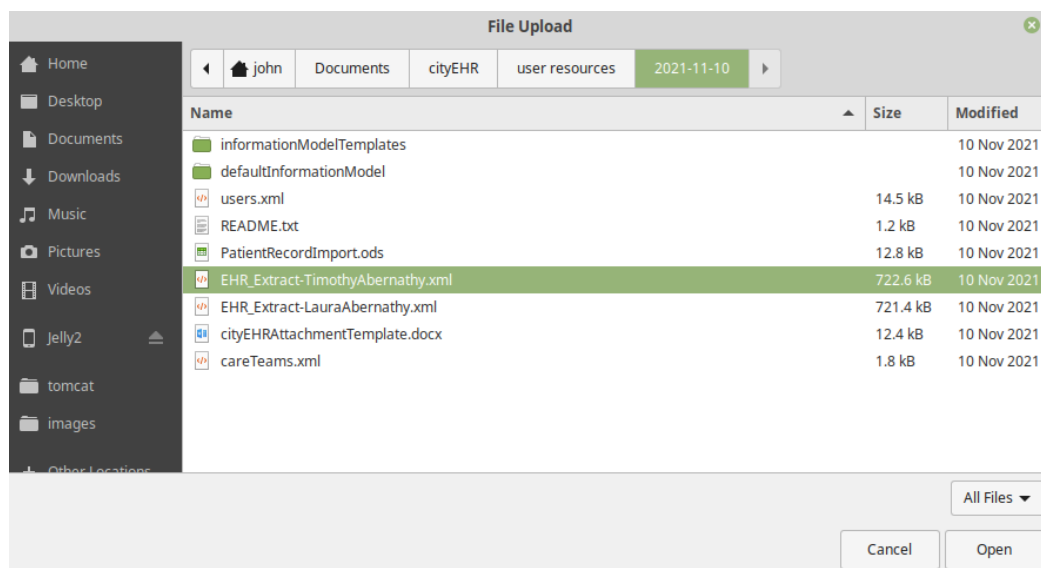 File Upload
Home
Desktop
Documents
Downloads
Music
Pictures
Videos
Jelly2
tomcat
images
Other Locations
john Documents cityEHR user resources 2021-11-10
Name Size Modified
informationModelTemplates 10 Nov 2021
defaultInformationModel 10 Nov 2021
users.xml 14.5 kB 10 Nov 2021
README.txt 1.2 kB 10 Nov 2021
PatientRecordImport.ods 12.8 kB 10 Nov 2021
EHR_Extract-TimothyAbernathy.xml 722.6 kB 10 Nov 2021
EHR_Extract-LauraAbernathy.xml 721.4 kB 10 Nov 2021
cityEHRAttachmentTemplate.docx 12.4 kB 10 Nov 2021
careTeams.xml 1.8 kB 10 Nov 2021
All Files
Cancel Open